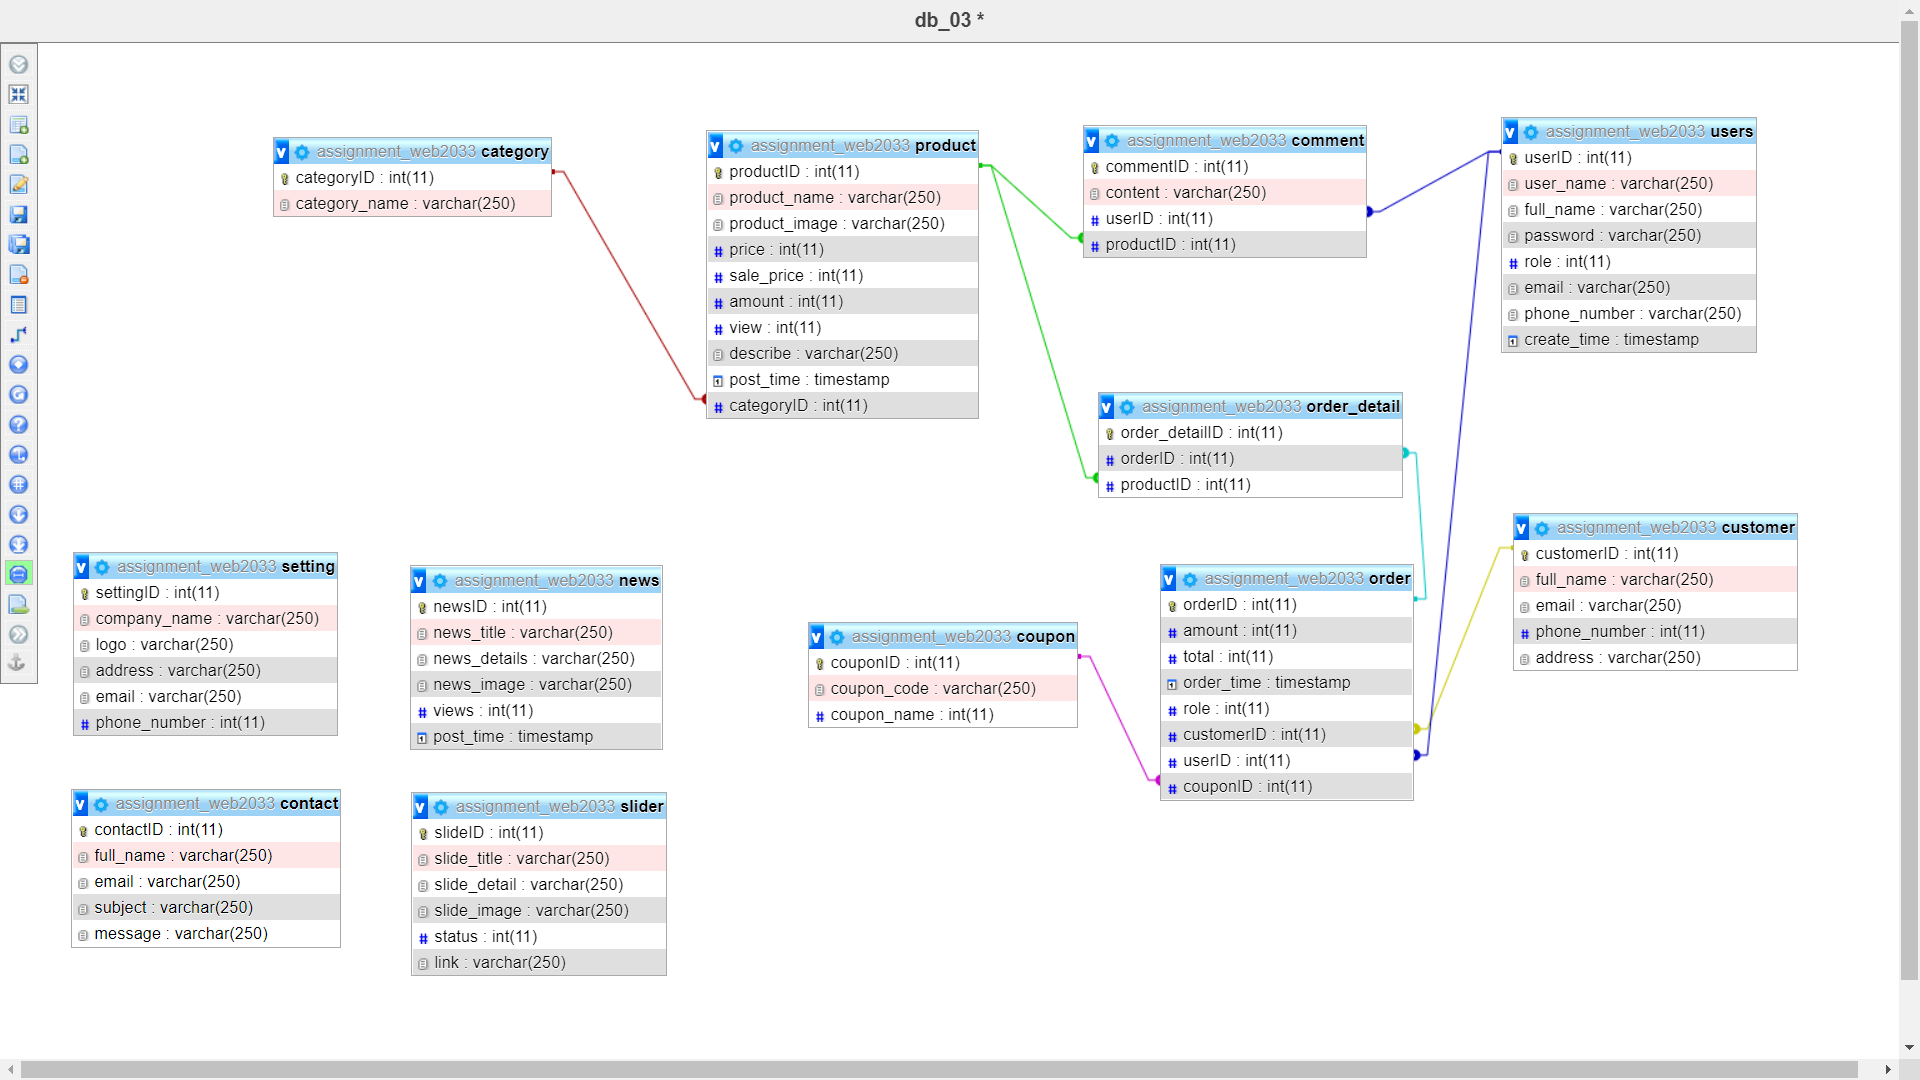 db_03 *
assignment_web2033 category
categoryID : int(11)
category_name : varchar(250)
assignment_web2033 product
productID : int(11)
product_name : varchar(250)
product_image : varchar(250)
price : int(11)
sale_price : int(11)
amount : int(11)
view : int(11)
describe : varchar(250)
post_time : timestamp
categoryID : int(11)
assignment_web2033 comment
commentID : int(11)
content : varchar(250)
userID : int(11)
productID : int(11)
assignment_web2033 users
userID : int(11)
user_name : varchar(250)
full_name : varchar(250)
password : varchar(250)
role : int(11)
email : varchar(250)
phone_number : varchar(250)
create_time : timestamp
assignment_web2033 order_detail
order_detailID : int(11)
orderID : int(11)
productID : int(11)
assignment_web2033 customer
customerID : int(11)
full_name : varchar(250)
email : varchar(250)
phone_number : int(11)
address : varchar(250)
assignment_web2033 setting
settingID : int(11)
company_name : varchar(250)
logo : varchar(250)
address : varchar(250)
email : varchar(250)
phone_number : int(11)
assignment_web2033 news
newsID : int(11)
news_title : varchar(250)
news_details : varchar(250)
news_image : varchar(250)
views : int(11)
post_time : timestamp
assignment_web2033 coupon
couponID : int(11)
coupon_code : varchar(250)
coupon_name : int(11)
assignment_web2033 order
orderID : int(11)
amount : int(11)
total : int(11)
order_time : timestamp
role : int(11)
customerID : int(11)
userID : int(11)
couponID : int(11)
assignment_web2033 contact
contactID : int(11)
full_name : varchar(250)
email : varchar(250)
subject : varchar(250)
message : varchar(250)
assignment_web2033 slider
slideID : int(11)
slide_title : varchar(250)
slide_detail : varchar(250)
slide_image : varchar(250)
status : int(11)
link : varchar(250)